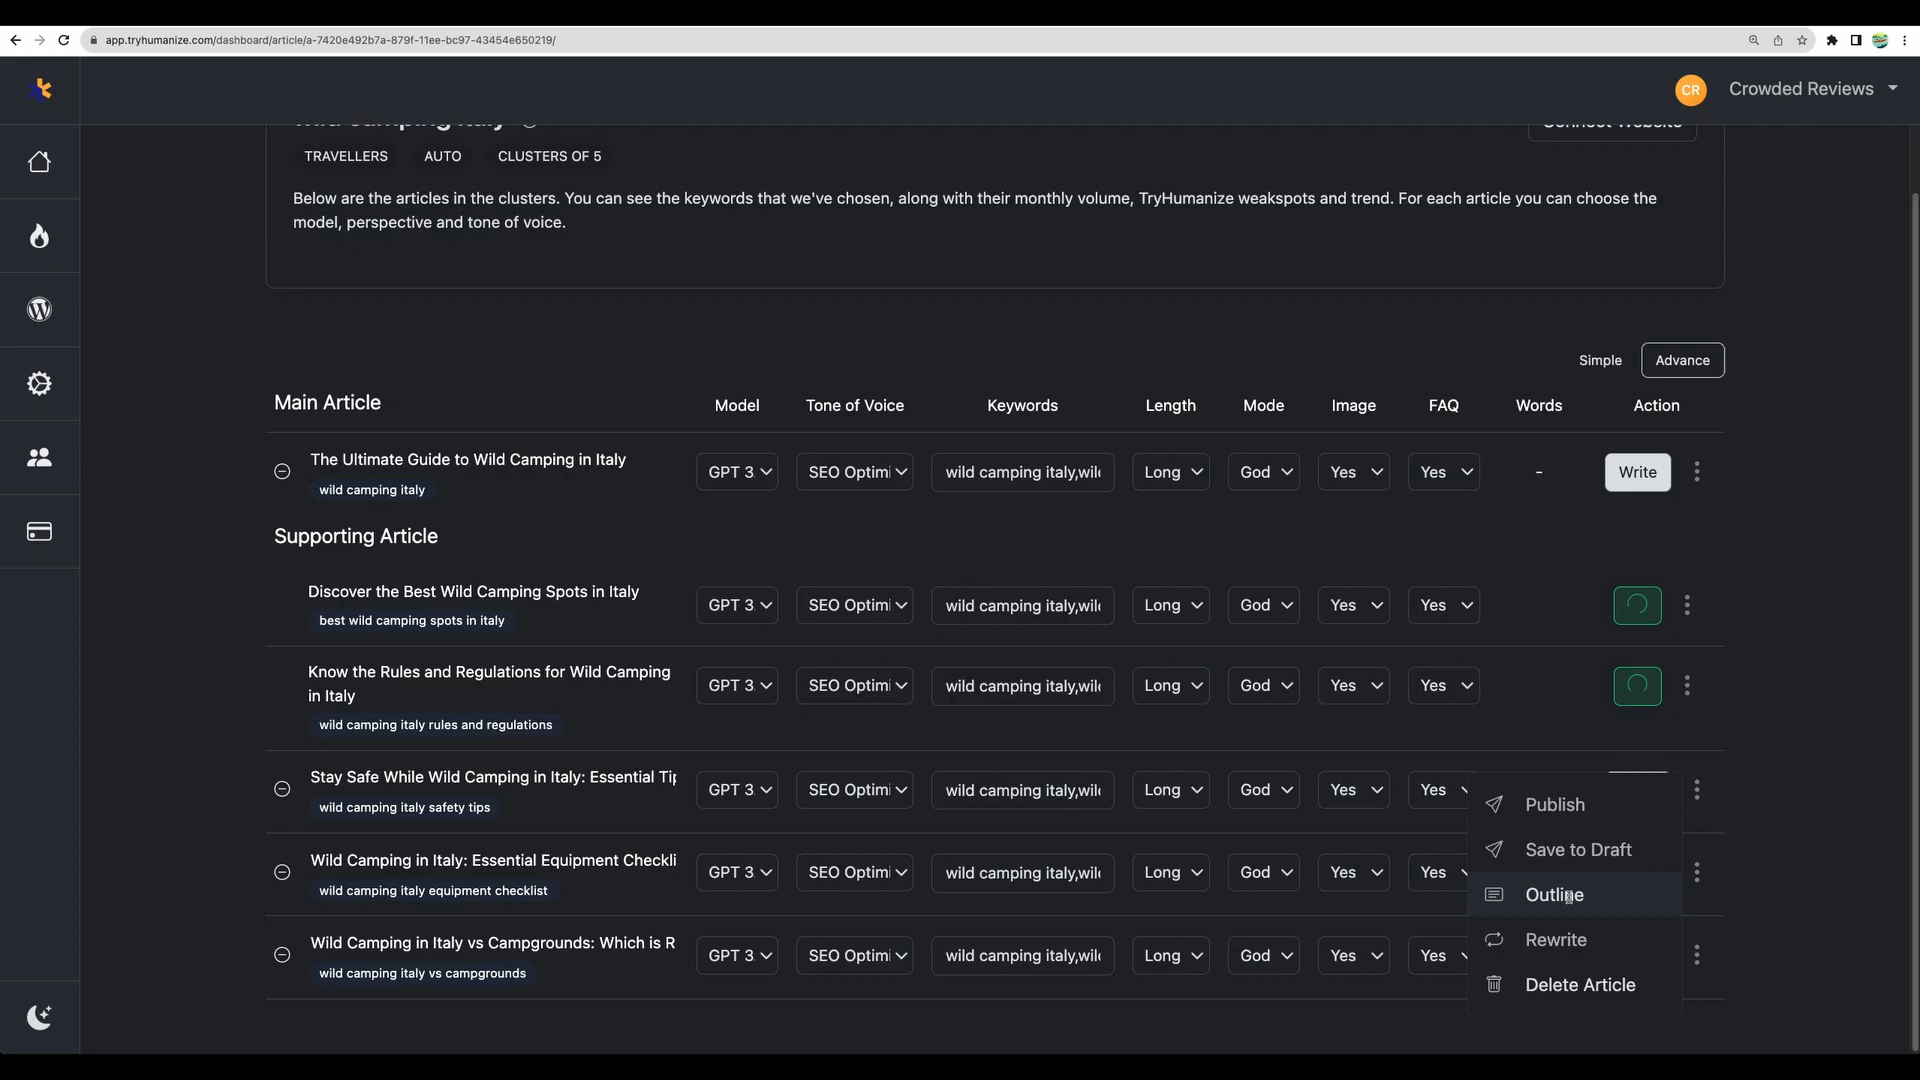 app.tryhumanize.com/dashboard/article/a-7420e492b7a-879f-11ee-bc97-43454e650219/
CR Crowded Reviews
TRAVELLERS AUTO CLUSTERS OF 5
Below are the articles in the clusters. You can see the keywords that we've chosen, along with their monthly volume, TryHumanize weakspots and trend. For each article you can choose the
model, perspective and tone of voice.
Simple Advance
Main Article Model Tone of Voice Keywords Length Mode Image FAQ Words Action
The Ultimate Guide to Wild Camping in Italy
wild camping italy
GPT 3. SEO Optimi wild camping italy,wil Long God Yes Yes - Write
Supporting Article
Discover the Best Wild Camping Spots in Italy
best wild camping spots in italy
GPT 3. SEO Optimi wild camping italy,wil Long God Yes Yes
Know the Rules and Regulations for Wild Camping
in Italy
wild camping italy rules and regulations
GPT 3. SEO Optimi wild camping italy,wil Long God Yes Yes
Stay Safe While Wild Camping in Italy: Essential Tip
wild camping italy safety tips
GPT 3. SEO Optimi wild camping italy,wil Long God Yes Yes
Wild Camping in Italy: Essential Equipment Checkli
wild camping italy equipment checklist
GPT 3. SEO Optimi wild camping italy,wil Long God Yes Yes
Wild Camping in Italy vs Campgrounds: Which is R
wild camping italy vs campgrounds
GPT 3. SEO Optimi wild camping italy,wil Long God Yes Yes
Publish
Save to Draft
Outline
Rewrite
Delete Article